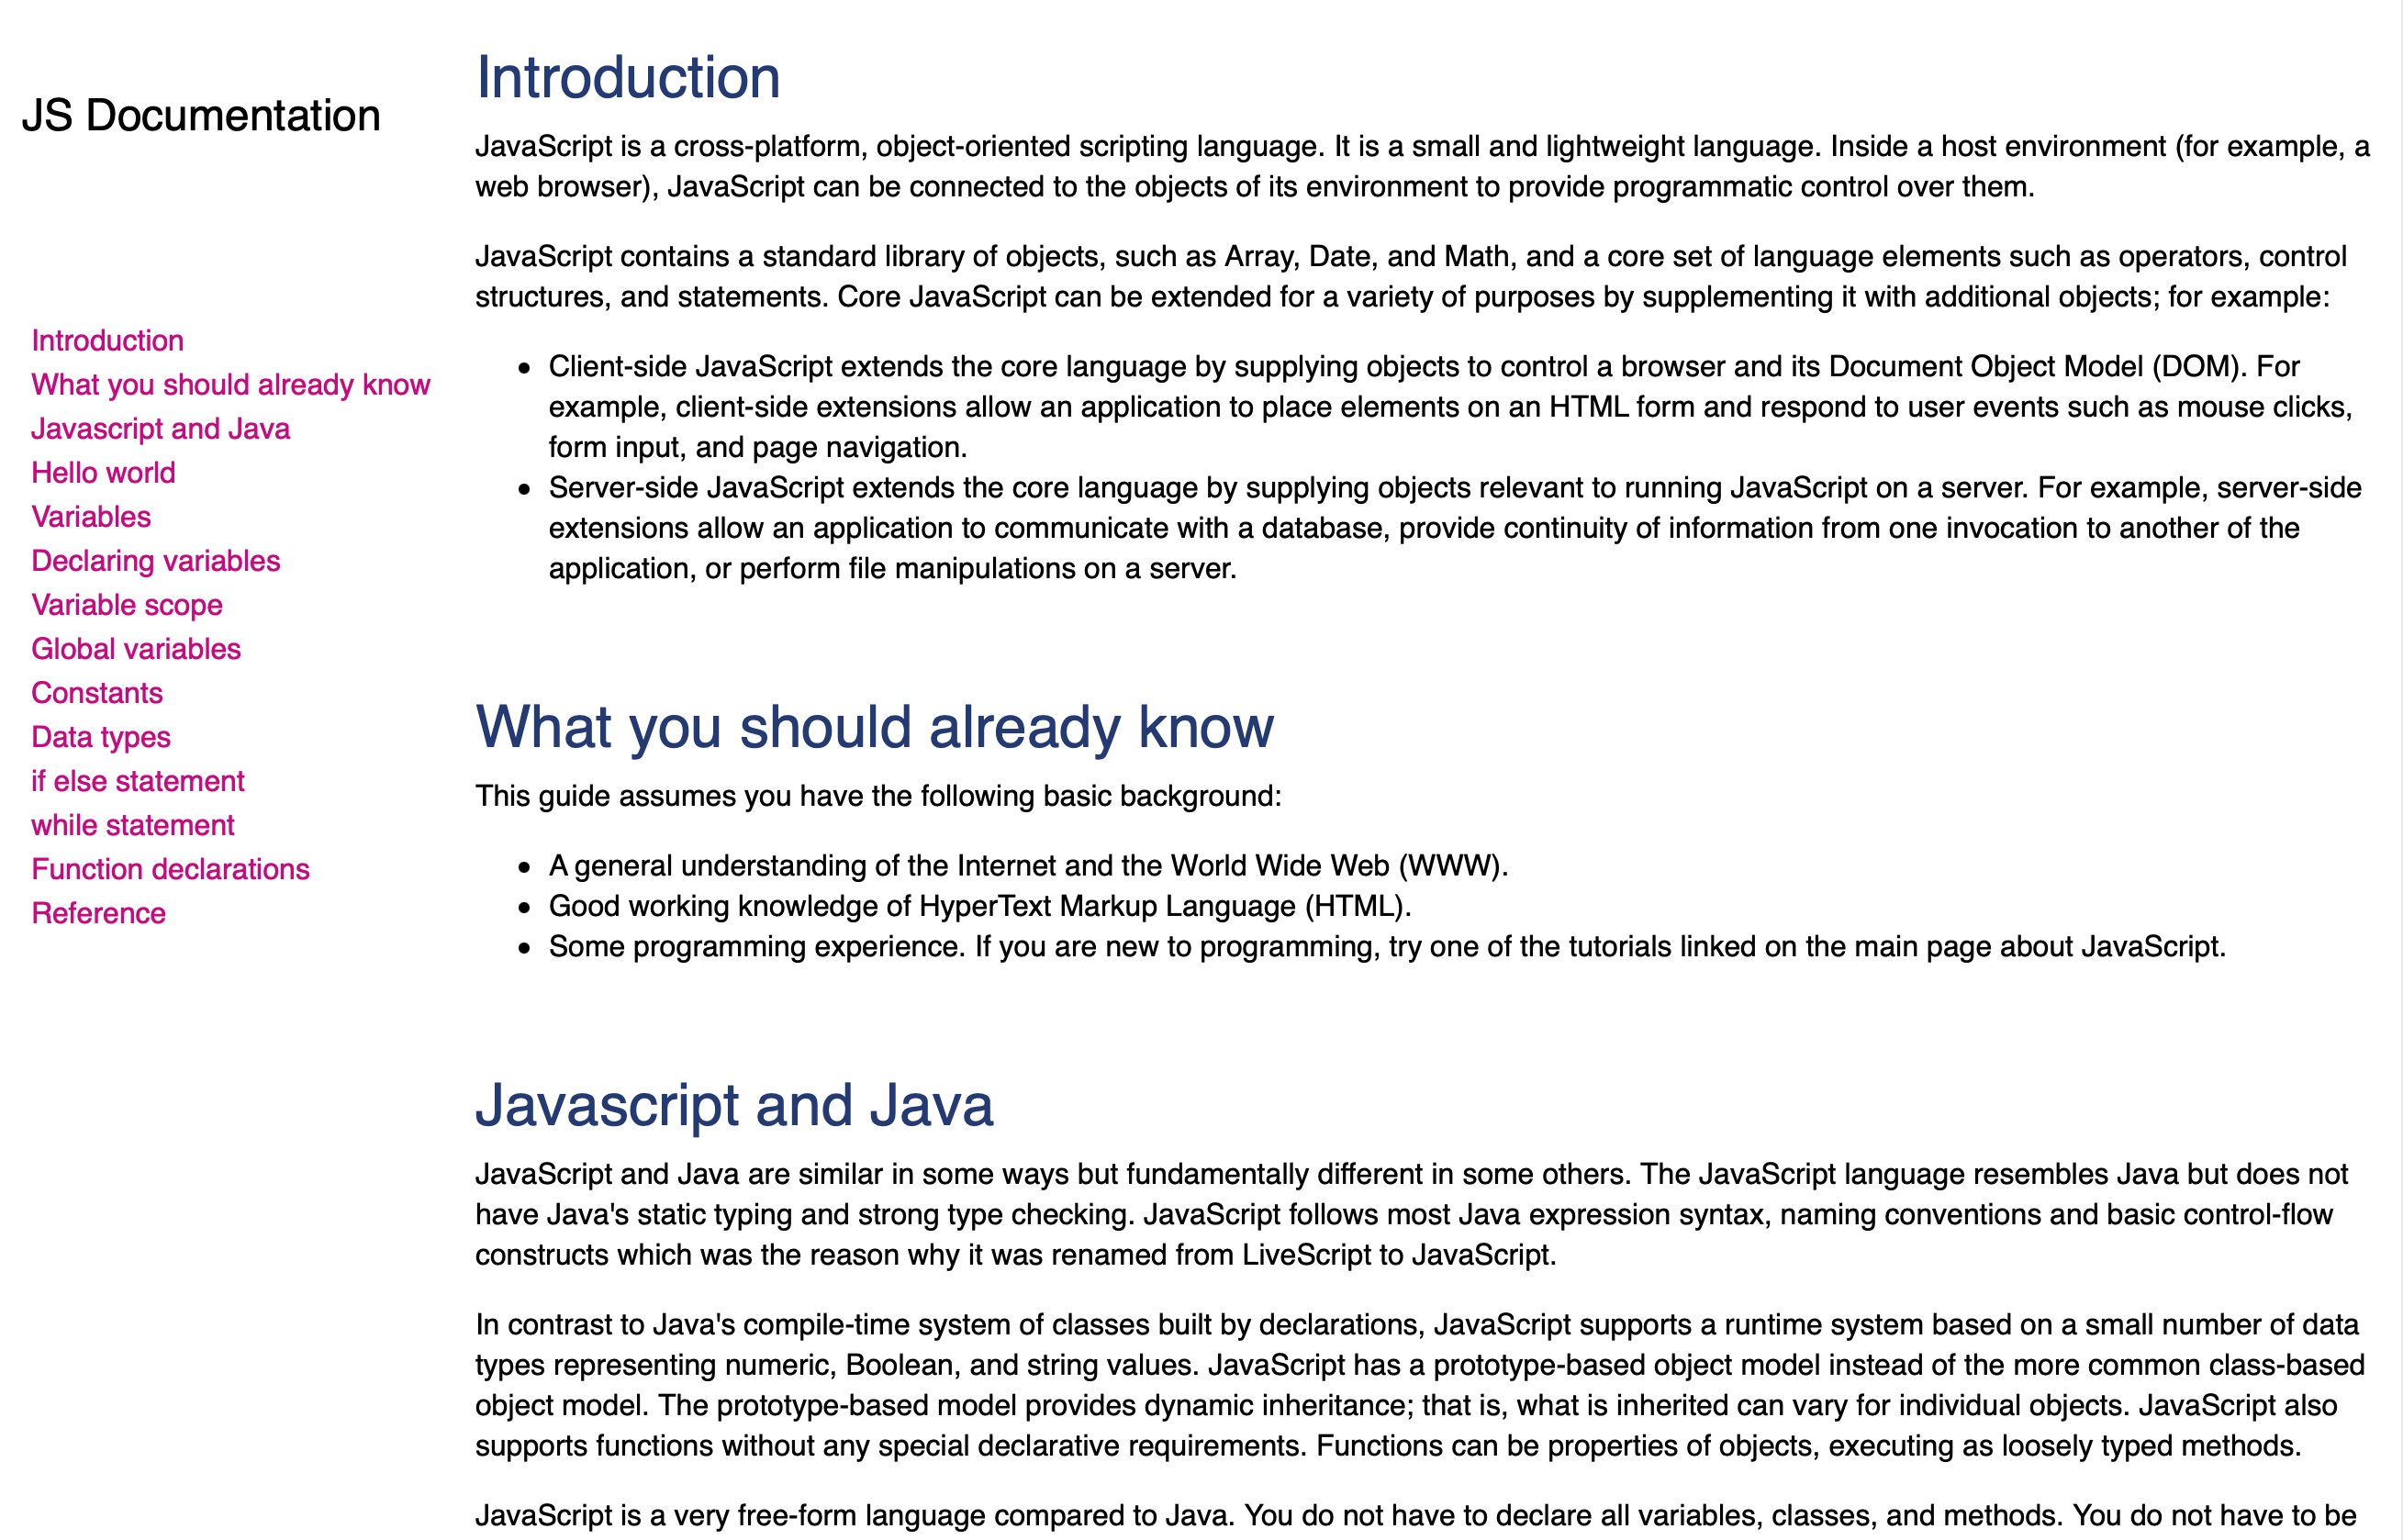 JS Documentation
Introduction
What you should already know
Javascript and Java
Hello world
Variables
Declaring variables
Variable scope
Global variables
Constants
Data types
if else statement
while statement
Function declarations
Reference
Introduction
JavaScript is a cross-platform, object-oriented scripting language. It is a small and lightweight language. Inside a host environment (for example, a
web browser), JavaScript can be connected to the objects of its environment to provide programmatic control over them.
JavaScript contains a standard library of objects, such as Array, Date, and Math, and a core set of language elements such as operators, control
structures, and statements. Core JavaScript can be extended for a variety of purposes by supplementing it with additional objects; for example:
• Client-side JavaScript extends the core language by supplying objects to control a browser and its Document Object Model (DOM). For
example, client-side extensions allow an application to place elements on an HTML form and respond to user events such as mouse clicks,
form input, and page navigation.
• Server-side JavaScript extends the core language by supplying objects relevant to running JavaScript on a server. For example, server-side
extensions allow an application to communicate with a database, provide continuity of information from one invocation to another of the
application, or perform file manipulations on a server.
What you should already know
This guide assumes you have the following basic background:
• A general understanding of the Internet and the World Wide Web (WWW).
• Good working knowledge of HyperText Markup Language (HTML).
• Some programming experience. If you are new to programming, try one of the tutorials linked on the main page about JavaScript.
Javascript and Java
JavaScript and Java are similar in some ways but fundamentally different in some others. The JavaScript language resembles Java but does not
have Java's static typing and strong type checking. JavaScript follows most Java expression syntax, naming conventions and basic control-flow
constructs which was the reason why it was renamed from LiveScript to JavaScript.
In contrast to Java's compile-time system of classes built by declarations, JavaScript supports a runtime system based on a small number of data
types representing numeric, Boolean, and string values. JavaScript has a prototype-based object model instead of the more common class-based
object model. The prototype-based model provides dynamic inheritance; that is, what is inherited can vary for individual objects. JavaScript also
supports functions without any special declarative requirements. Functions can be properties of objects, executing as loosely typed methods.
JavaScript is a very free-form language compared to Java. You do not have to declare all variables, classes, and methods. You do not have to be